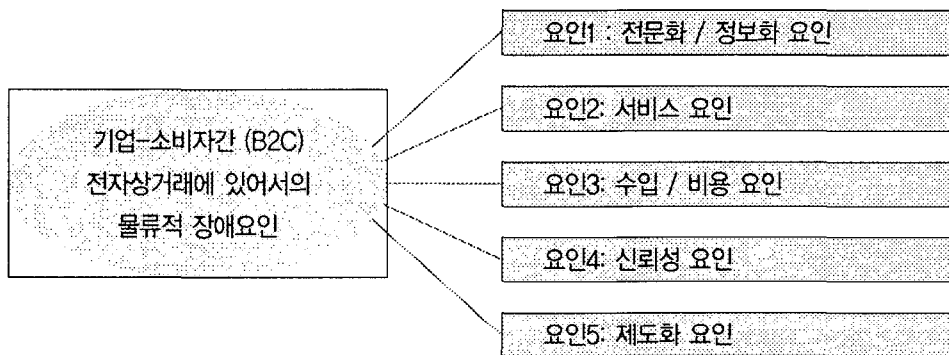 기업-소비자간 (B2C)
전자상거래에 있어서의
물류적 장애요인
요인1 : 전문화 / 정보화 요인
요인2: 서비스 요인
요인3: 수입 / 비용 요인
요인4: 신뢰성 요인
요인5: 제도화 요인